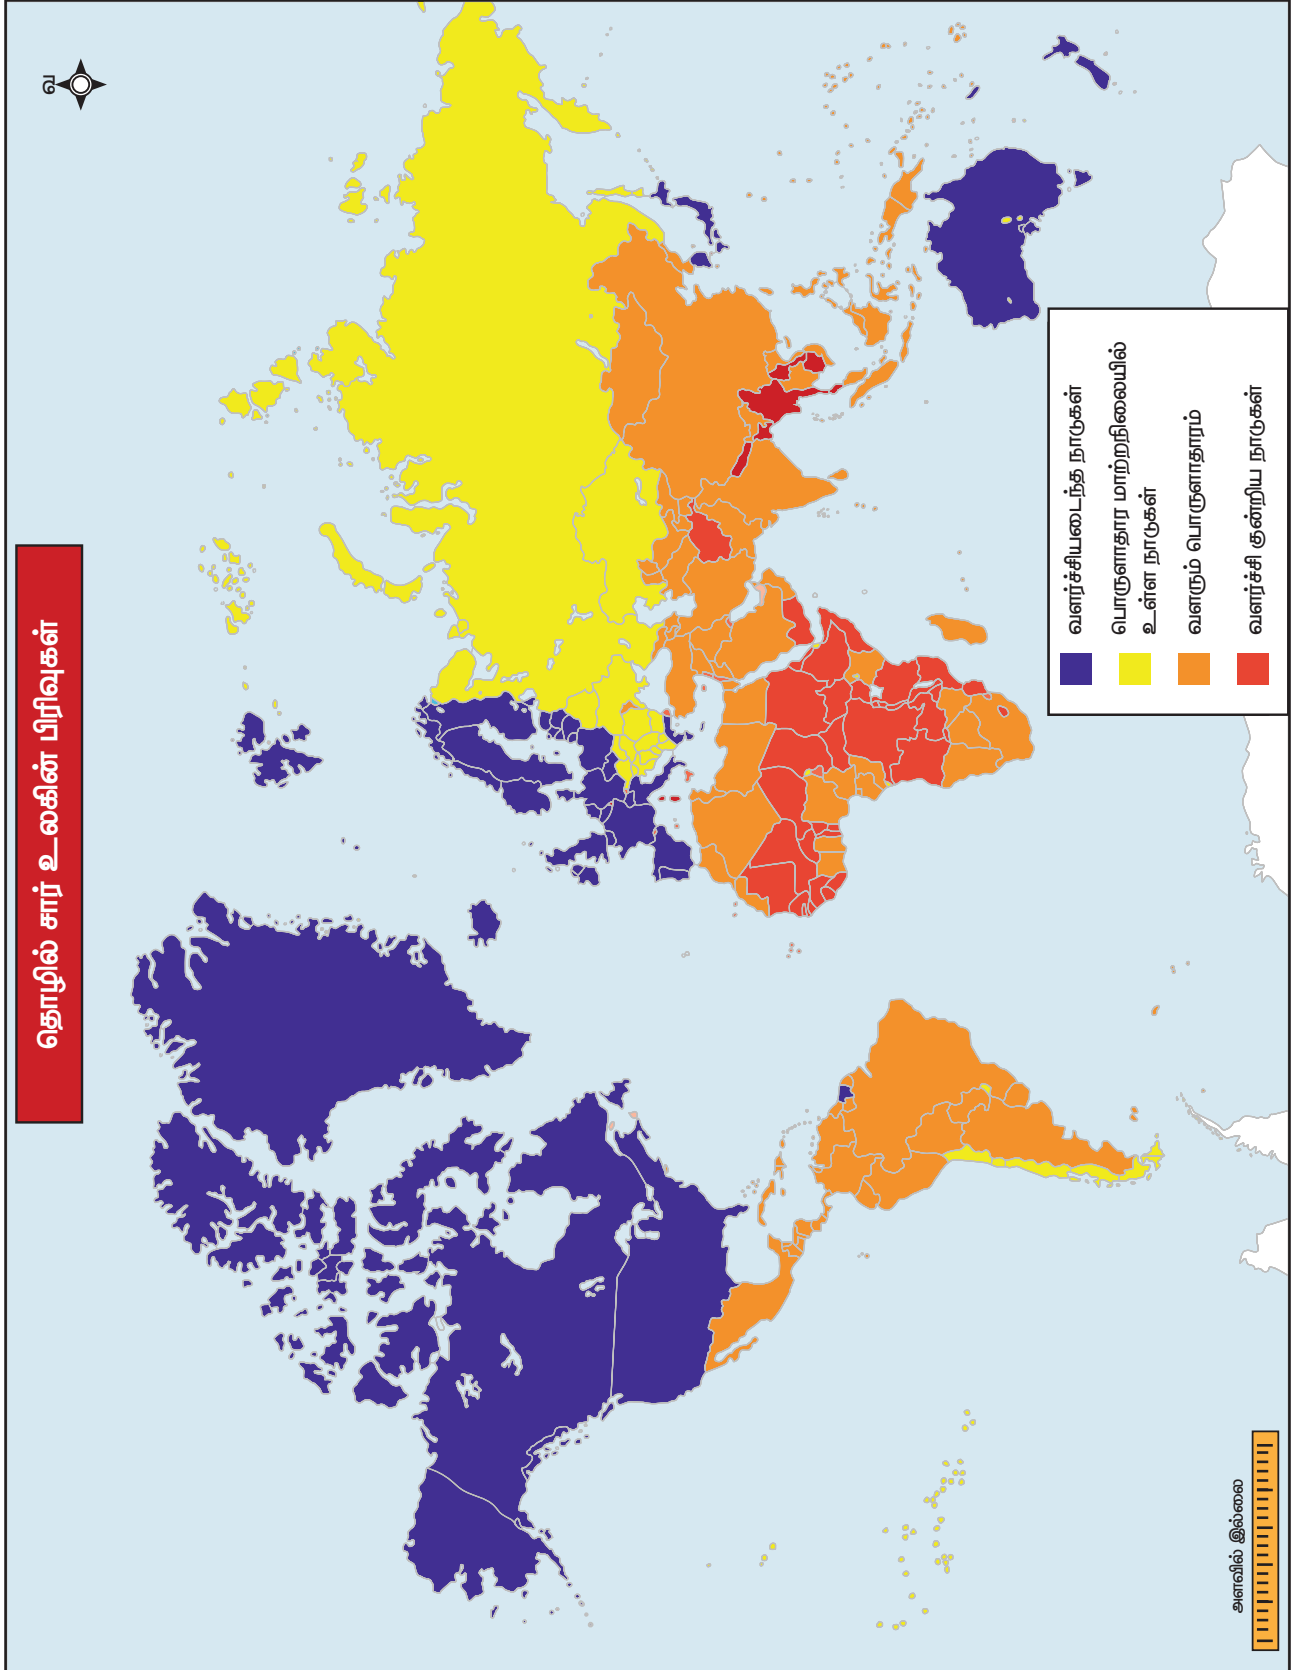 தொழில் சார் உலகின் பிரிவுகள்
வ
வளர்ச்சியடைந்த நாடுகள்
பொருளாதார மாற்றநிலையில்
உள்ள நாடுகள்
வளரும் பொருளாதாரம்
வளர்ச்சி குன்றிய நாடுகள்
அளவில் இல்லை